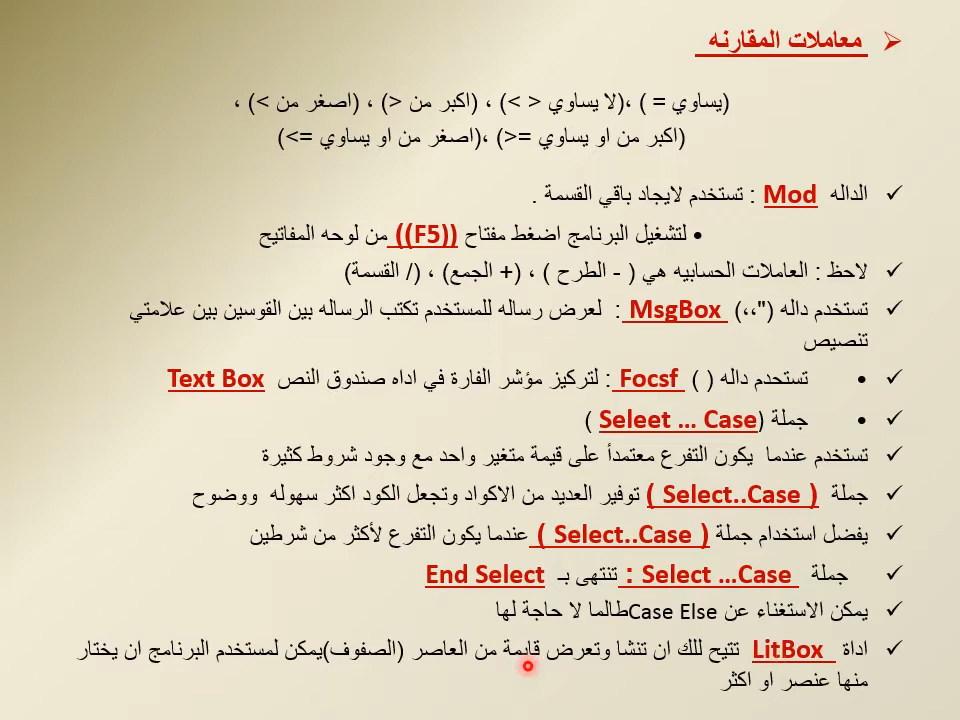 معاملات المقارنه
(يساوي = ) ،(لا يساوي < >) ، (اكبر من >) ، (اصغر من <) ،
(اكبر من او يساوي =>) ،(اصغر من او يساوي =<)
الداله Mod : تستخدم لايجاد باقي القسمة .
• لتشغيل البرنامج اضغط مفتاح ((F5)) من لوحه المفاتيح
لاحظ : العاملات الحسابيه هي ( - الطرح ) ، (+ الجمع) ، (/ القسمة)
تستخدم داله ("،،) MsgBox : لعرض رساله للمستخدم تكتب الرساله بين القوسين بين علامتي
تنصيص
• تستحدم داله ( ) Focsf : لتركيز مؤشر الفارة في اداه صندوق النص Text Box
• جملة (Seleet ... Case )
تستخدم عندما يكون التفرع معتمدأ على قيمة متغير واحد مع وجود شروط كثيرة
جملة ( Select..Case ) توفير العديد من الاكواد وتجعل الكود اكثر سهوله ووضوح
يفضل استخدام جملة ( Select..Case ) عندما يكون التفرع لأكثر من شرطين
جملة Select ...Case : تنتهى بـ End Select
يمكن الاستغناء عن Case Else طالما لا حاجة لها
اداة LitBox تتيح للك ان تنشا وتعرض قايمة من العاصر (الصفوف)يمكن لمستخدم البرنامج ان يختار
منها عنصر او اكثر